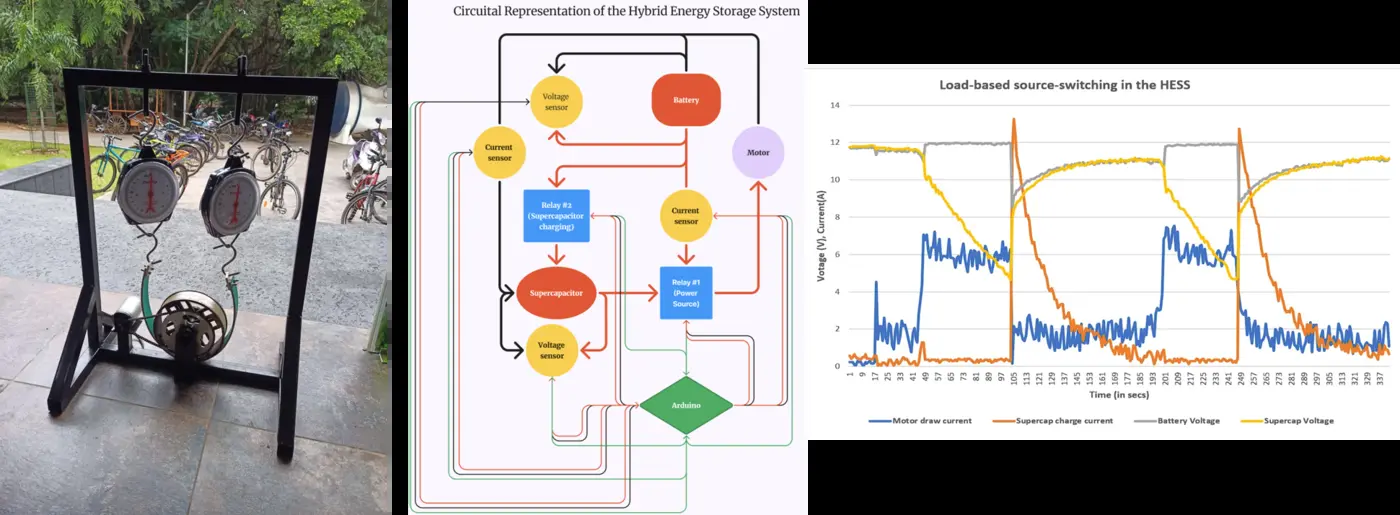 Circuital Representation of the Hybrid Energy Storage System
Voltage
sensor
Battery
Current
sensor
Motor
Relay #2
(Supercapacitor
charging)
Current
sensor
Supercapacitor
Relay #1
(Power
Source)
Voltage
sensor
Arduino
Load-based source-switching in the HESS
Votage (V), Current(A)
14
12
10
8
6
4
2
0
1 9 17 25 33 41 49 57 65 73 81 89 97 105 113 121 129 137 145 153 161 169 177 185 193 201 209 217 225 233 241 249 257 265 273 281 289 297 305 313 321 329 337
Time (in secs)
Motor draw current Supercap charge current Battery Voltage Supercap Voltage